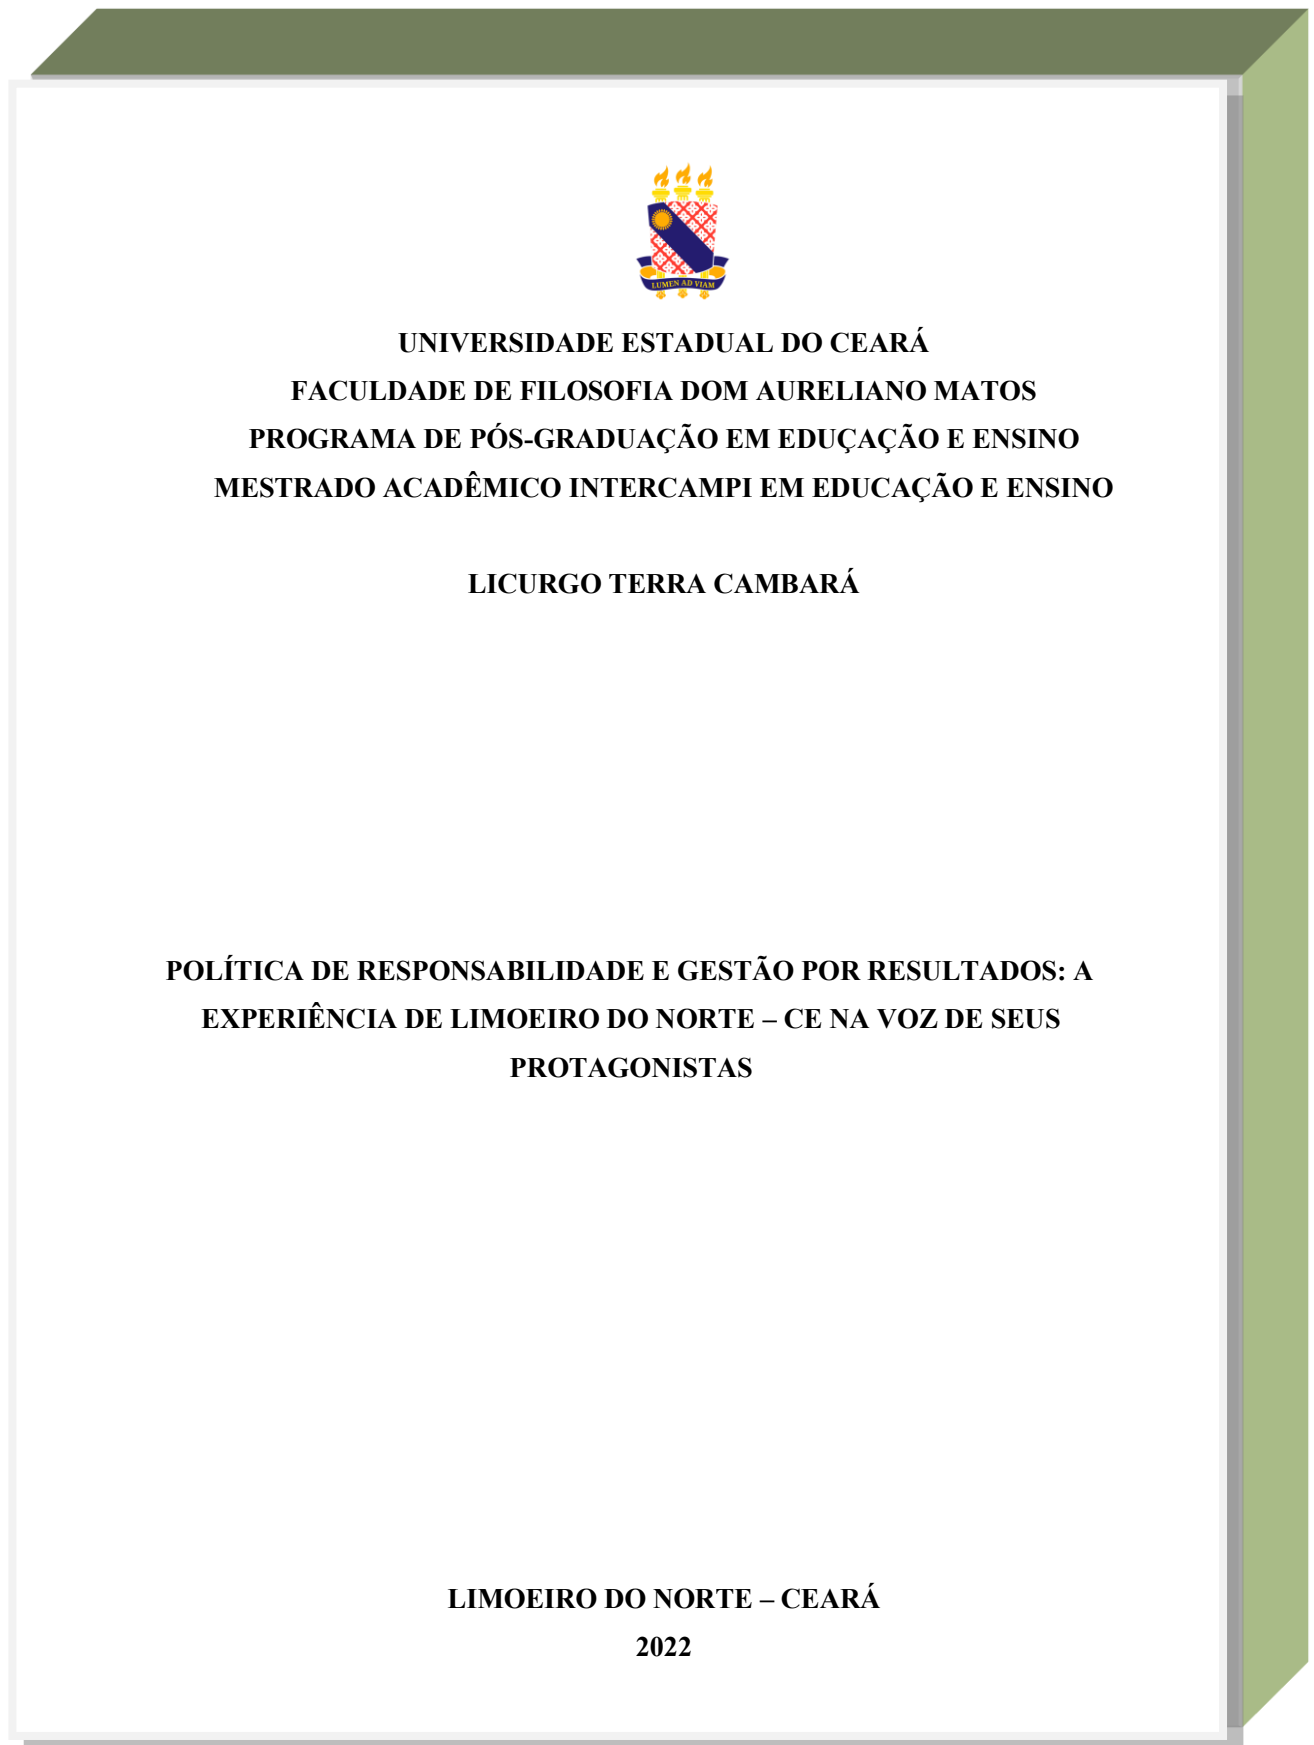 LUMEN AD VIAM
UNIVERSIDADE ESTADUAL DO CEARÁ
FACULDADE DE FILOSOFIA DOM AURELIANO MATOS
PROGRAMA DE PÓS-GRADUAÇÃO EM EDUÇAÇÃO E ENSINO
MESTRADO ACADÊMICO INTERCAMPI EM EDUCAÇÃO E ENSINO
LICURGO TERRA CAMBARÁ
POLÍTICA DE RESPONSABILIDADE E GESTÃO POR RESULTADOS: A
EXPERIÊNCIA DE LIMOEIRO DO NORTE – CE NA VOZ DE SEUS
PROTAGONISTAS
LIMOEIRO DO NORTE – CEARÁ
2022